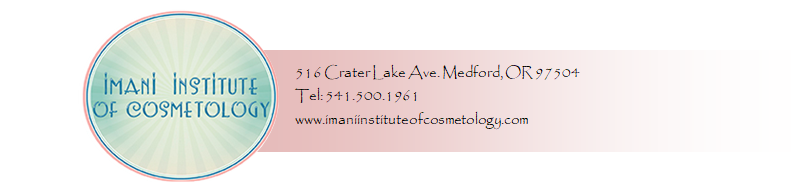 IMANI INSTITUTE
OF COSMETOLOGY
516 Crater Lake Ave. Medford, OR 97504
Tel: 541.500.1961
www.imaniinstituteofcosmetology.com